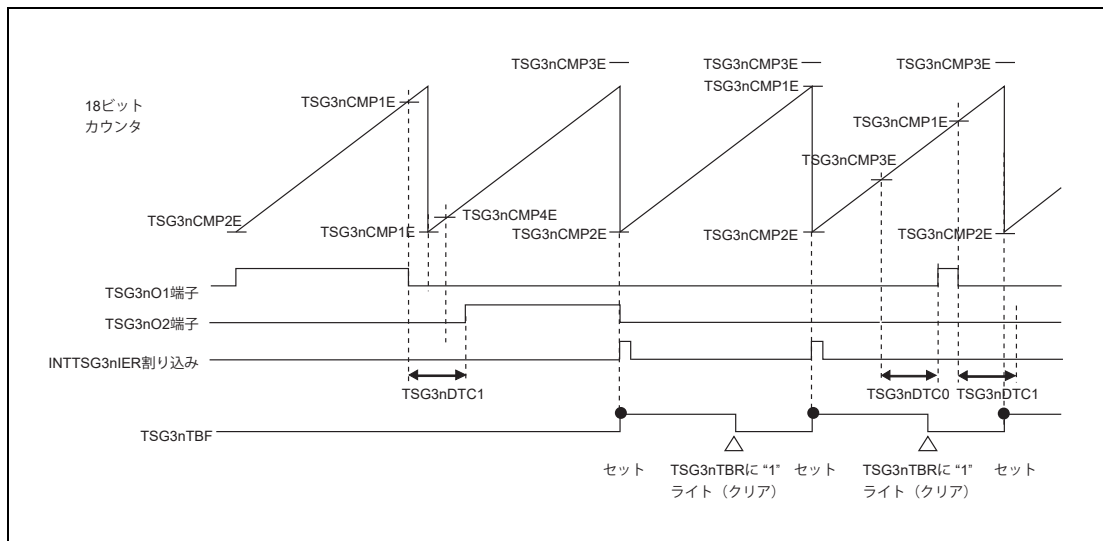 TSG3nCMP3E
TSG3nCMP3E
TSG3nCMP3E
18ビット
カウンタ
TSG3nCMP1E
TSG3nCMP1E
TSG3nCMP1E
TSG3nCMP3E
TSG3nCMP2E
TSG3nCMP4E
TSG3nCMP1E
TSG3nCMP2E
TSG3nCMP2E
TSG3nCMP2E
TSG3nO1端子
TSG3nO2端子
INTTSG3nIER割り込み
TSG3nDTC1
TSG3nDTC0
TSG3nDTC1
TSG3nTBF
セット
TSG3nTBRに “1”
ライト（クリア）
セット
TSG3nTBRに “1”
ライト（クリア）
セット